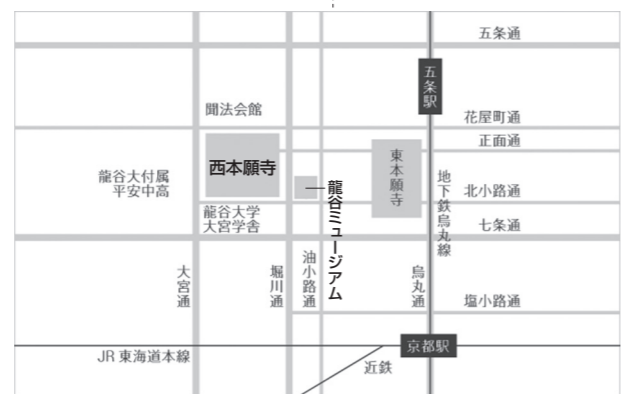 五条通
五条駅
聞法会館
花屋町通
正面通
西本願寺
東本願寺
龍谷大付属
平安中高
龍谷ミュージアム
地下鉄烏丸線
北小路通
龍谷大学
大宮学舎
七条通
大宮通
堀川通
油小路通
烏丸通
塩小路通
京都駅
JR東海道本線
近鉄